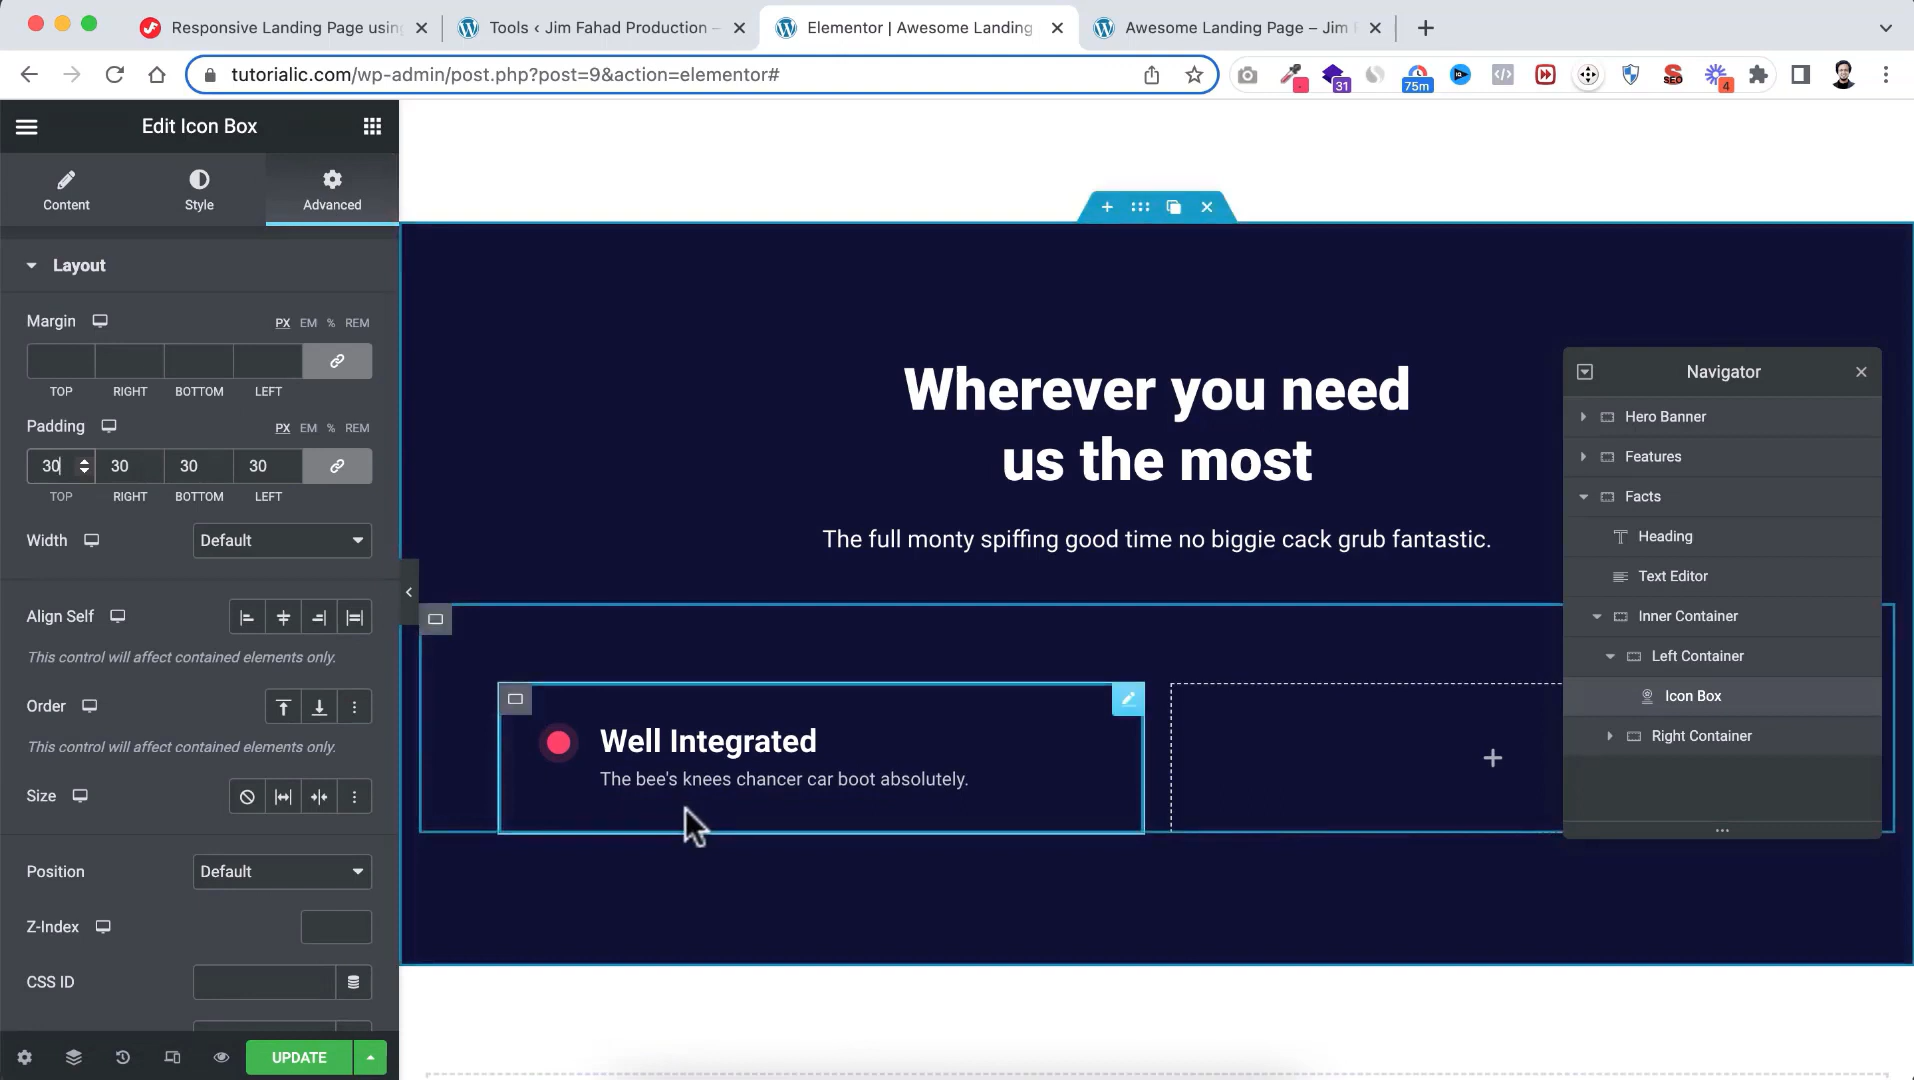 Responsive Landing Page using
Tools ‹ Jim Fahad Production –
Elementor | Awesome Landing
Awesome Landing Page – Jim F
tutorialic.com/wp-admin/post.php?post=9&action=elementor#
31
75m
SEO
4
Edit Icon Box
Content
Style
Advanced
Layout
Margin
PX EM % REM
TOP RIGHT BOTTOM LEFT
Padding
PX EM % REM
30 30 30 30
TOP RIGHT BOTTOM LEFT
Width
Default
Align Self
This control will affect contained elements only.
Order
This control will affect contained elements only.
Size
Position
Default
Z-Index
CSS ID
UPDATE
Wherever you need
us the most
The full monty spiffing good time no biggie cack grub fantastic.
Well Integrated
The bee's knees chancer car boot absolutely.
Navigator
Hero Banner
Features
Facts
Heading
Text Editor
Inner Container
Left Container
Icon Box
Right Container